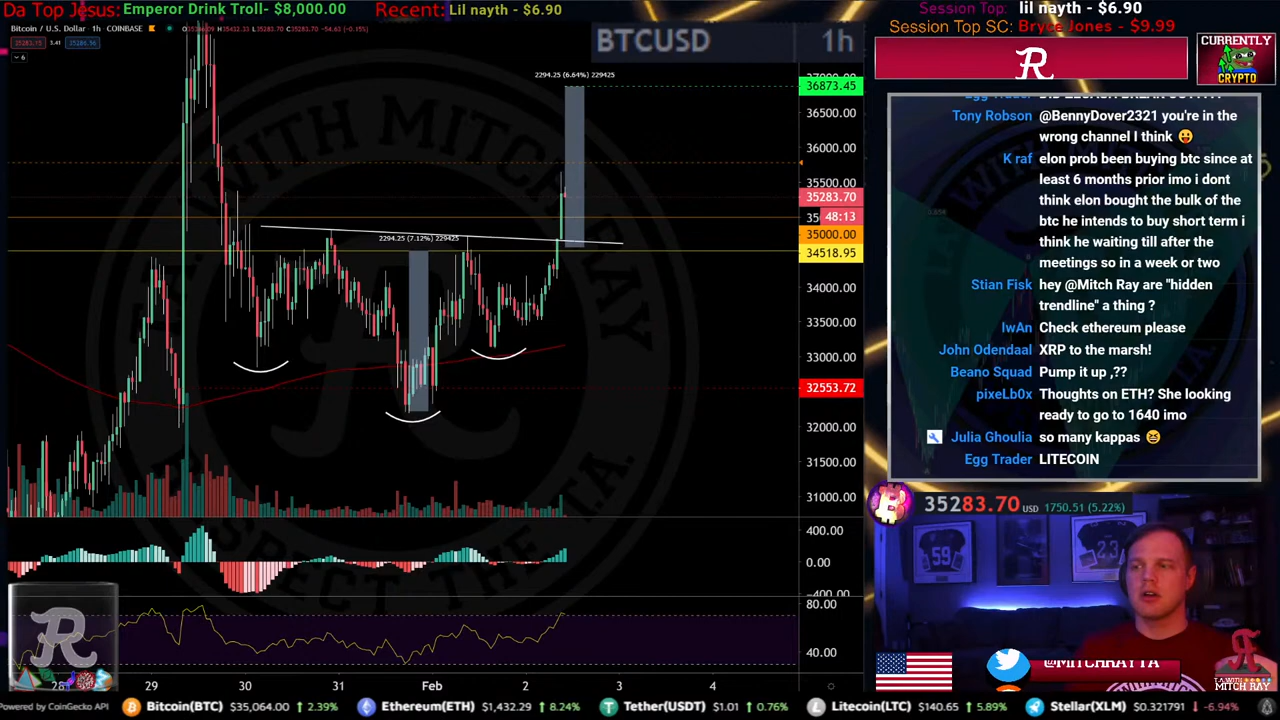 Da Top Jesus: Emperor Drink Troll- $8,000.00
Recent: Lil nayth - $6.90
Session Top: lil nayth - $6.90
Session Top SC: Bryce Jones - $9.99
Bitcoin / U.S. Dollar · 1h · COINBASE
BTCUSD 1h
CURRENTLY
CRYPTO
R
2294.25 (6.64%) 229425
2294.25 (7.12%) 229425
36873.45
36500.00
36000.00
35500.00
35283.70
48:13
35000.00
34518.95
34000.00
33500.00
33000.00
32553.72
32000.00
31500.00
31000.00
400.00
0.00
80.00
40.00
29
30
31
Feb
2
3
4
WITH MITCH RAY
RESPECT THE T.A.
Tony Robson @BennyDover2321 you're in the
wrong channel I think
K raf elon prob been buying btc since at
least 6 months prior imo i dont
think elon bought the bulk of the
btc he intends to buy short term i
think he waiting till after the
meetings so in a week or two
Stian Fisk hey @Mitch Ray are "hidden
trendline" a thing ?
IwAn Check ethereum please
John Odendaal XRP to the marsh!
Beano Squad Pump it up ,??
pixeLb0x Thoughts on ETH? She looking
ready to go to 1640 imo
Julia Ghoulia so many kappas
Egg Trader LITECOIN
35283.70 USD 1750.51 (5.22%)
59
23
@MITCHRAYTA
MITCH RAY
Powered by CoinGecko API
Bitcoin(BTC) $35,064.00 ↑ 2.39%
Ethereum(ETH) $1,432.29 ↑ 8.24%
Tether(USDT) $1.01 ↑ 0.76%
Litecoin(LTC) $140.65 ↑ 5.89%
Stellar(XLM) $0.321791 ↓ -6.94%